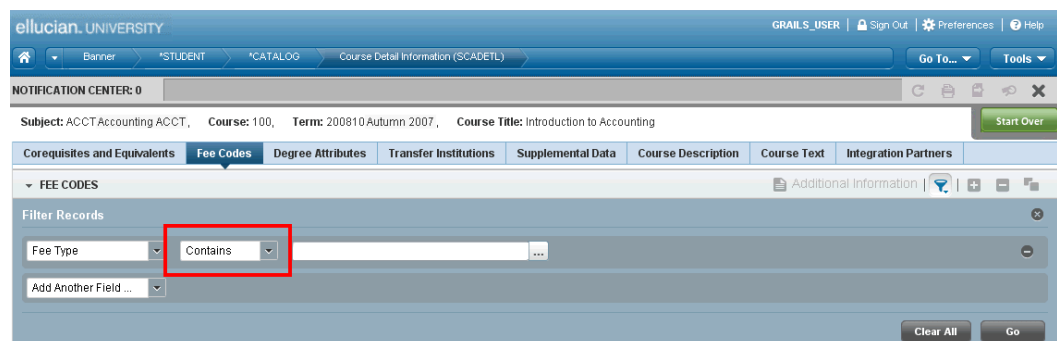 ellucian. UNIVERSITY GRAILS_USER | Sign Out | Preferences | Help
Banner *STUDENT *CATALOG Course Detail Information (SCADETL) Go To... Tools
NOTIFICATION CENTER: 0
Subject: ACCT Accounting ACCT, Course: 100, Term: 200810 Autumn 2007, Course Title: Introduction to Accounting Start Over
Corequisites and Equivalents Fee Codes Degree Attributes Transfer Institutions Supplemental Data Course Description Course Text Integration Partners
FEE CODES Additional Information
Filter Records
Fee Type Contains ...
Add Another Field ...
Clear All Go